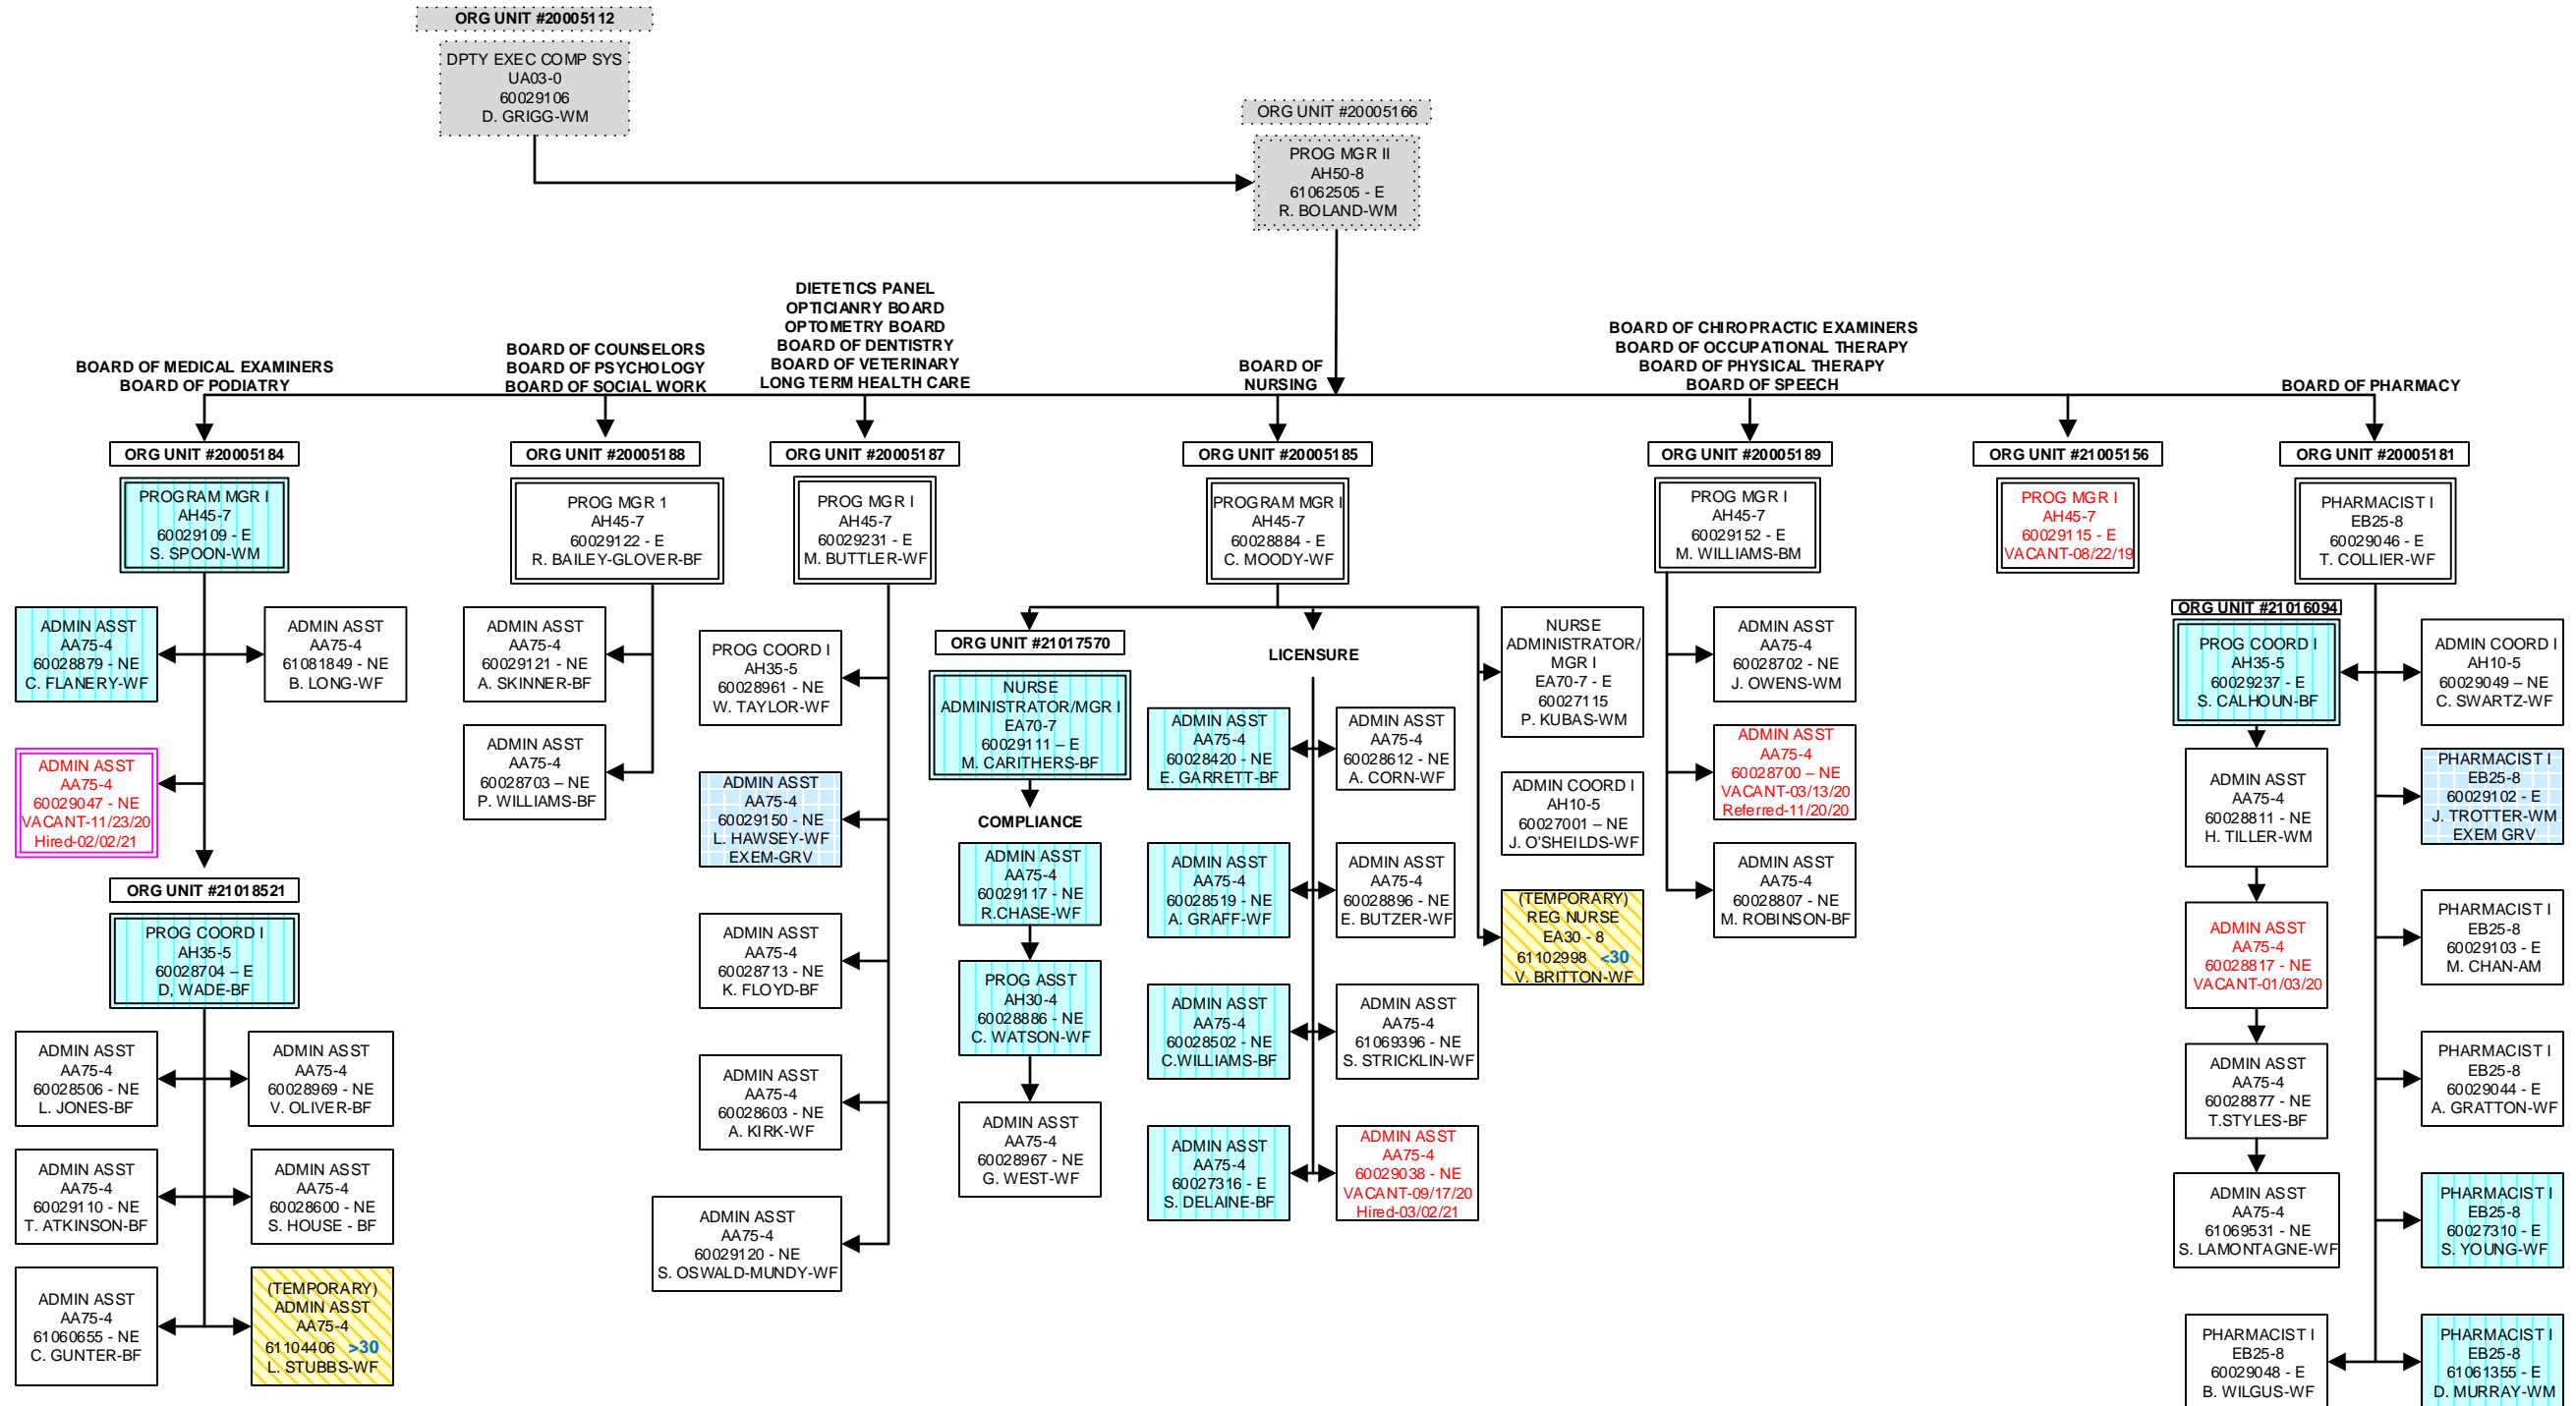 ORG UNIT #20005112
DPTY EXEC COMP SYS
UA03-0
60029106
D. GRIGG-WM
ORG UNIT #20005166
PROG MGR II
AH50-8
61062505 - E
R. BOLAND-WM
BOARD OF MEDICAL EXAMINERS
BOARD OF PODIATRY
ORG UNIT #20005184
PROGRAM MGR I
AH45-7
60029109 - E
S. SPOON-WM
ADMIN ASST
AA75-4
60028879 - NE
C. FLANERY-WF
ADMIN ASST
AA75-4
61081849 - NE
B. LONG-WF
ADMIN ASST
AA75-4
60029047 - NE
VACANT-11/23/20
Hired-02/02/21
ORG UNIT #21018521
PROG COORD I
AH35-5
60028704 – E
D, WADE-BF
ADMIN ASST
AA75-4
60028506 - NE
L. JONES-BF
ADMIN ASST
AA75-4
60028969 - NE
V. OLIVER-BF
ADMIN ASST
AA75-4
60029110 - NE
T. ATKINSON-BF
ADMIN ASST
AA75-4
60028600 - NE
S. HOUSE - BF
ADMIN ASST
AA75-4
61060655 - NE
C. GUNTER-BF
(TEMPORARY)
ADMIN ASST
AA75-4
61104406 >30
L. STUBBS-WF
BOARD OF COUNSELORS
BOARD OF PSYCHOLOGY
BOARD OF SOCIAL WORK
ORG UNIT #20005188
PROG MGR 1
AH45-7
60029122 - E
R. BAILEY-GLOVER-BF
ADMIN ASST
AA75-4
60029121 - NE
A. SKINNER-BF
ADMIN ASST
AA75-4
60028703 – NE
P. WILLIAMS-BF
DIETETICS PANEL
OPTICIANRY BOARD
OPTOMETRY BOARD
BOARD OF DENTISTRY
BOARD OF VETERINARY
LONG TERM HEALTH CARE
ORG UNIT #20005187
PROG MGR I
AH45-7
60029231 - E
M. BUTTLER-WF
PROG COORD I
AH35-5
60028961 - NE
W. TAYLOR-WF
ADMIN ASST
AA75-4
60029150 - NE
L. HAWSEY-WF
EXEM-GRV
ADMIN ASST
AA75-4
60028713 - NE
K. FLOYD-BF
ADMIN ASST
AA75-4
60028603 - NE
A. KIRK-WF
ADMIN ASST
AA75-4
60029120 - NE
S. OSWALD-MUNDY-WF
BOARD OF
NURSING
ORG UNIT #20005185
PROGRAM MGR I
AH45-7
60028884 - E
C. MOODY-WF
ORG UNIT #21017570
NURSE
ADMINISTRATOR/MGR I
EA70-7
60029111 – E
M. CARITHERS-BF
COMPLIANCE
ADMIN ASST
AA75-4
60029117 - NE
R.CHASE-WF
PROG ASST
AH30-4
60028886 - NE
C. WATSON-WF
ADMIN ASST
AA75-4
60028967 - NE
G. WEST-WF
LICENSURE
ADMIN ASST
AA75-4
60028420 - NE
E. GARRETT-BF
ADMIN ASST
AA75-4
60028612 - NE
A. CORN-WF
ADMIN ASST
AA75-4
60028519 - NE
A. GRAFF-WF
ADMIN ASST
AA75-4
60028896 - NE
E. BUTZER-WF
ADMIN ASST
AA75-4
60028502 - NE
C.WILLIAMS-BF
ADMIN ASST
AA75-4
61069396 - NE
S. STRICKLIN-WF
ADMIN ASST
AA75-4
60027316 - E
S. DELAINE-BF
ADMIN ASST
AA75-4
60029038 - NE
VACANT-09/17/20
Hired-03/02/21
NURSE
ADMINISTRATOR/
MGR I
EA70-7 - E
60027115
P. KUBAS-WM
ADMIN COORD I
AH10-5
60027001 – NE
J. O'SHEILDS-WF
(TEMPORARY)
REG NURSE
EA30 - 8
61102998 <30
V. BRITTON-WF
BOARD OF CHIROPRACTIC EXAMINERS
BOARD OF OCCUPATIONAL THERAPY
BOARD OF PHYSICAL THERAPY
BOARD OF SPEECH
ORG UNIT #20005189
PROG MGR I
AH45-7
60029152 - E
M. WILLIAMS-BM
ADMIN ASST
AA75-4
60028702 - NE
J. OWENS-WM
ADMIN ASST
AA75-4
60028700 – NE
VACANT-03/13/20
Referred-11/20/20
ADMIN ASST
AA75-4
60028807 - NE
M. ROBINSON-BF
ORG UNIT #21005156
PROG MGR I
AH45-7
60029115 - E
VACANT-08/22/19
BOARD OF PHARMACY
ORG UNIT #20005181
PHARMACIST I
EB25-8
60029046 - E
T. COLLIER-WF
ORG UNIT #21016094
PROG COORD I
AH35-5
60029237 - E
S. CALHOUN-BF
ADMIN COORD I
AH10-5
60029049 – NE
C. SWARTZ-WF
ADMIN ASST
AA75-4
60028811 - NE
H. TILLER-WM
PHARMACIST I
EB25-8
60029102 - E
J. TROTTER-WM
EXEM GRV
ADMIN ASST
AA75-4
60028817 - NE
VACANT-01/03/20
PHARMACIST I
EB25-8
60029103 - E
M. CHAN-AM
ADMIN ASST
AA75-4
60028877 - NE
T.STYLES-BF
PHARMACIST I
EB25-8
60029044 - E
A. GRATTON-WF
ADMIN ASST
AA75-4
61069531 - NE
S. LAMONTAGNE-WF
PHARMACIST I
EB25-8
60027310 - E
S. YOUNG-WF
PHARMACIST I
EB25-8
60029048 - E
B. WILGUS-WF
PHARMACIST I
EB25-8
61061355 - E
D. MURRAY-WM